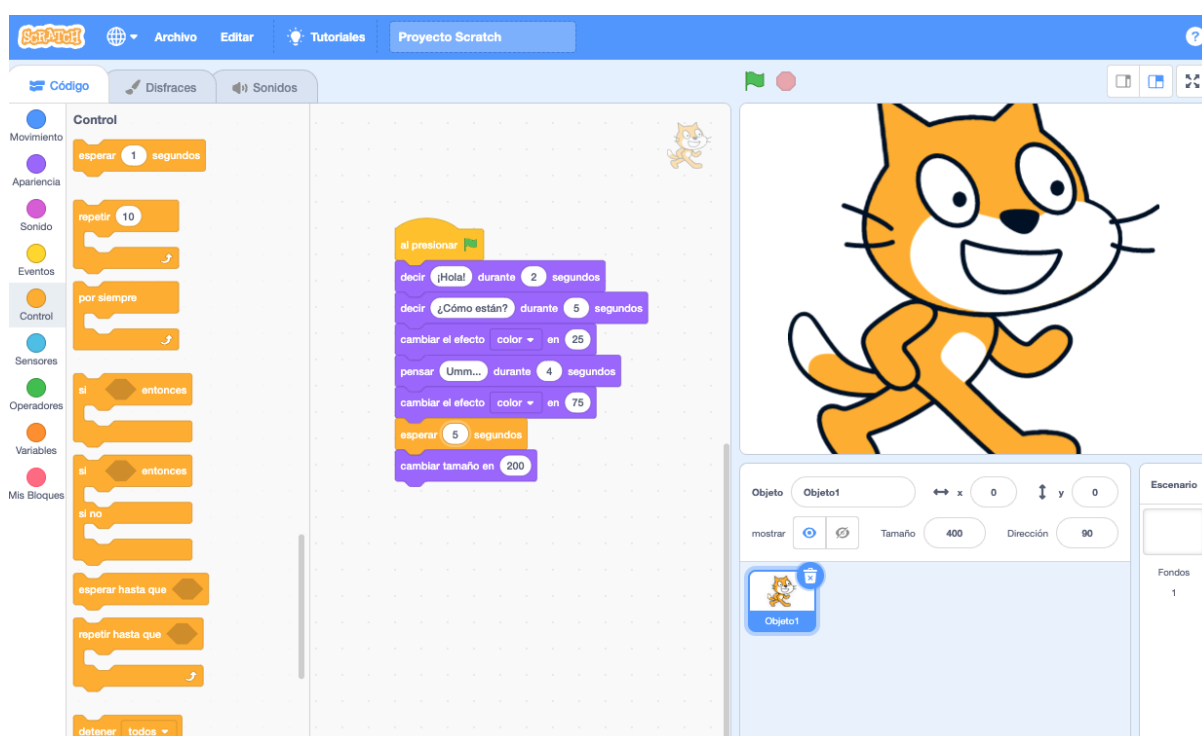 SCRATCH Archivo Editar Tutoriales Proyecto Scratch ?
Código Disfraces Sonidos
Movimiento
Apariencia
Sonido
Eventos
Control
Sensores
Operadores
Variables
Mis Bloques
Control
esperar 1 segundos
repetir 10
por siempre
si entonces
si entonces
si no
esperar hasta que
repetir hasta que
detener todos
al presionar
decir ¡Hola! durante 2 segundos
decir ¿Cómo están? durante 5 segundos
cambiar el efecto color en 25
pensar Umm... durante 4 segundos
cambiar el efecto color en 75
esperar 5 segundos
cambiar tamaño en 200
Objeto Objeto1 x 0 y 0
mostrar Tamaño 400 Dirección 90
Objeto1
Escenario
Fondos
1